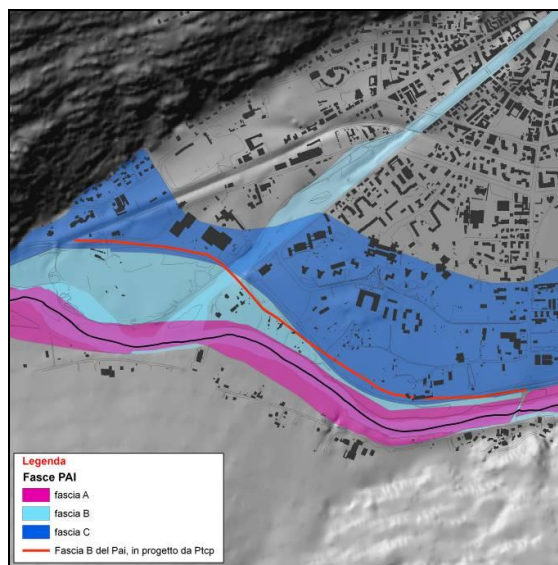 Legenda
Fasce PAI
fascia A
fascia B
fascia C
Fascia B del Pai, in progetto da Ptcp